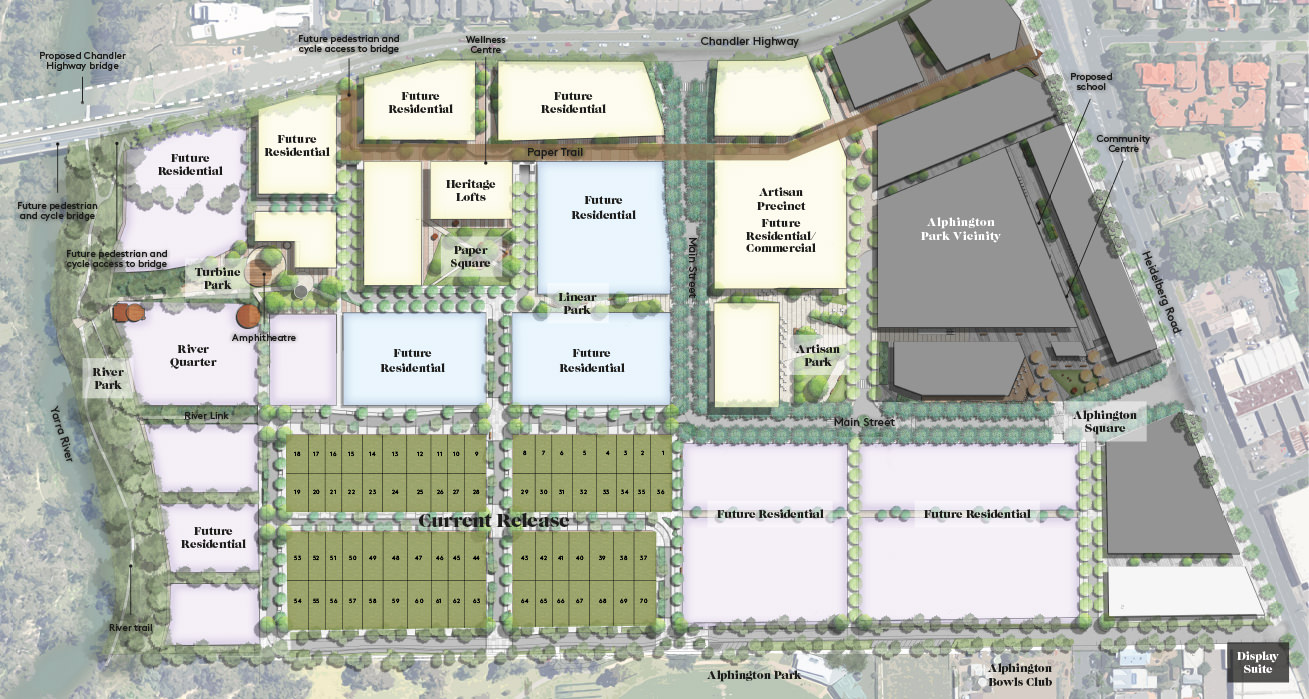 Future pedestrian and
cycle access to bridge
Wellness
Centre
Chandler Highway
Proposed Chandler
Highway bridge
Proposed
school
Community
Centre
Future
Residential
Future
Residential
Future
Residential
Future
Residential
Paper Trail
Heritage
Lofts
Future
Residential
Artisan
Precinct
Future
Residential/
Commercial
Alphington
Park Vicinity
Future pedestrian
and cycle bridge
Future pedestrian and
cycle access to bridge
Turbine
Park
Paper
Square
Main Street
Heidelberg Road
Linear
Park
Amphitheatre
River
Quarter
Future
Residential
Future
Residential
Artisan
Park
River
Park
River Link
Yarra River
Main Street
Alphington
Square
18 17 16 15 14 13 12 11 10 9
8 7 6 5 4 3 2 1
19 20 21 22 23 24 25 26 27 28
29 30 31 32 33 34 35 36
Current Release
Future Residential
Future Residential
Future
Residential
53 52 51 50 49 48 47 46 45 44
43 42 41 40 39 38 37
54 55 56 57 58 59 60 61 62 63
64 65 66 67 68 69 70
River trail
Alphington Park
Alphington
Bowls Club
Display
Suite